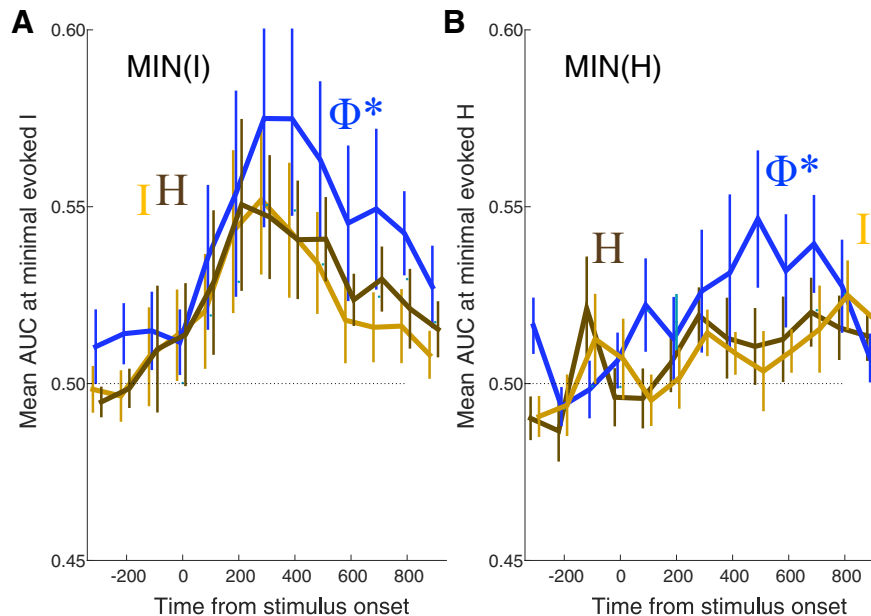 A
MIN(I)
Φ*
I H
Mean AUC at minimal evoked I
0.60
0.55
0.50
0.45
-200 0 200 400 600 800
Time from stimulus onset
B
MIN(H)
Φ*
H
I
Mean AUC at minimal evoked H
0.60
0.55
0.50
0.45
-200 0 200 400 600 800
Time from stimulus onset